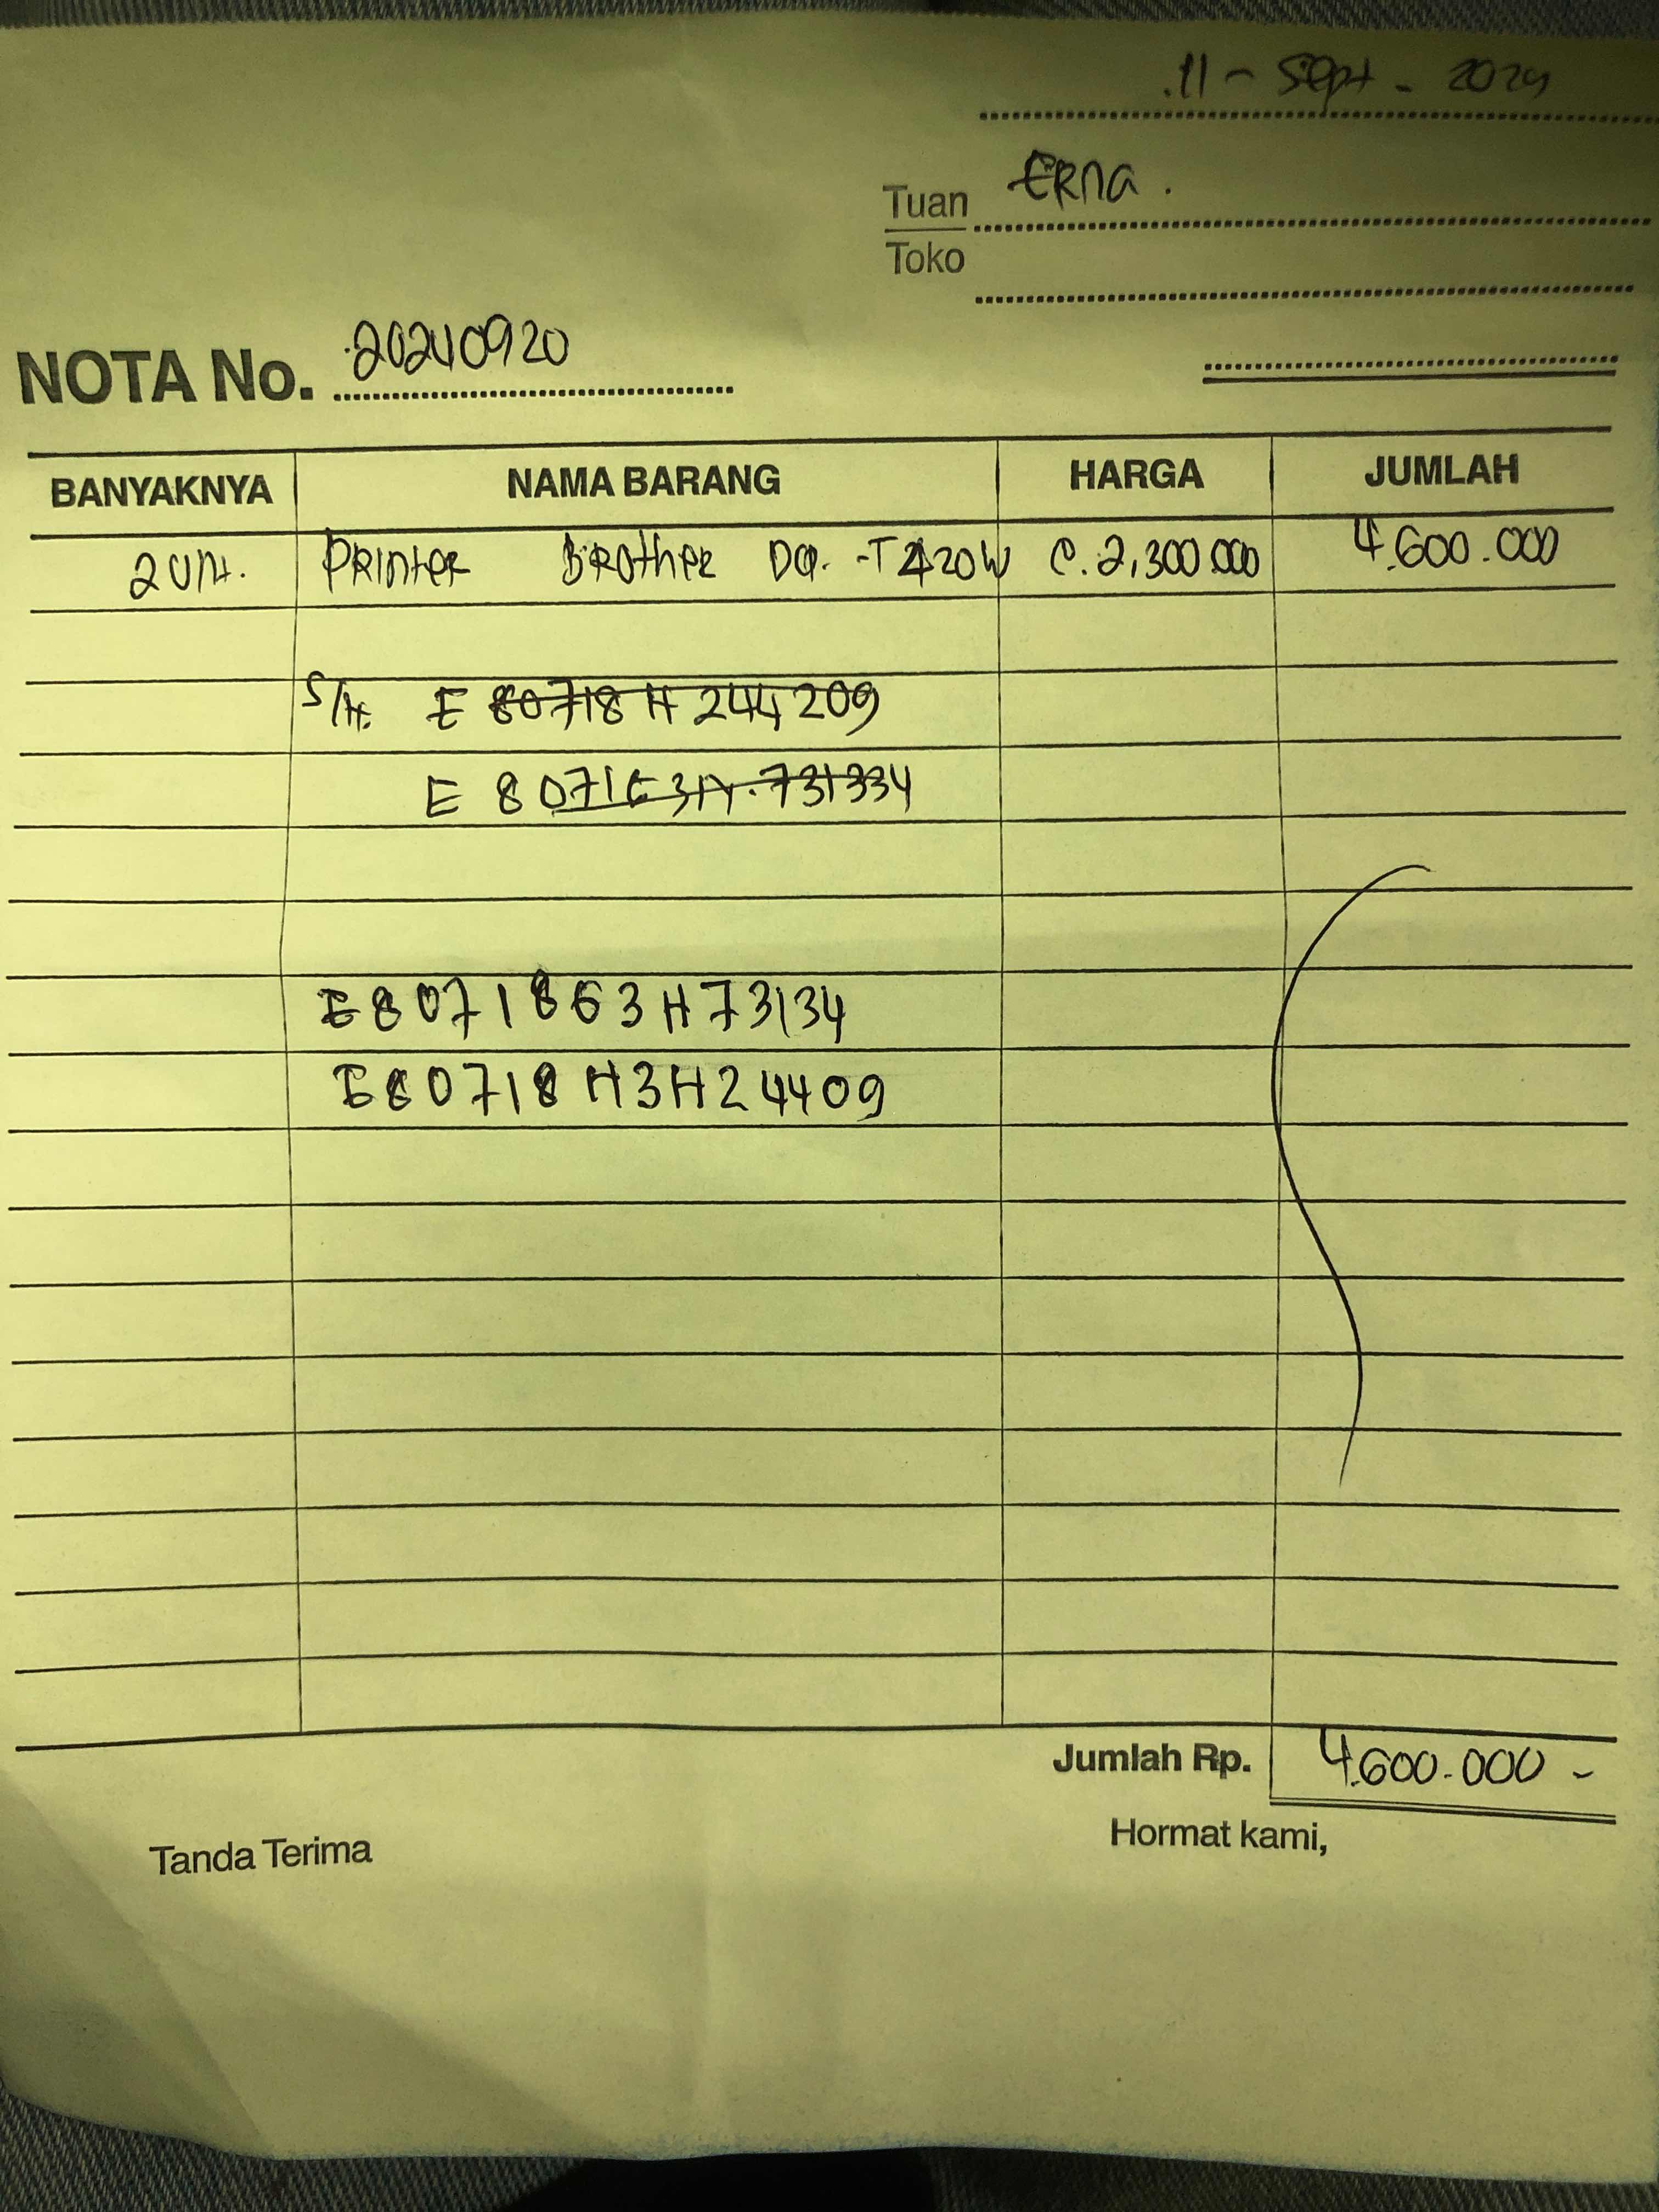 11 - Sept - 2024
Tuan Erna.
Toko
NOTA No. 20240920
BANYAKNYA NAMA BARANG HARGA JUMLAH
2 Unit. Printer Brother DCP-T420W @.2,300.000 4.600.000
S/N. E 80718 H 244209
E 80716 3H.731334
E8071863H73134
E80718H3H24409
Jumlah Rp. 4.600.000 -
Tanda Terima Hormat kami,